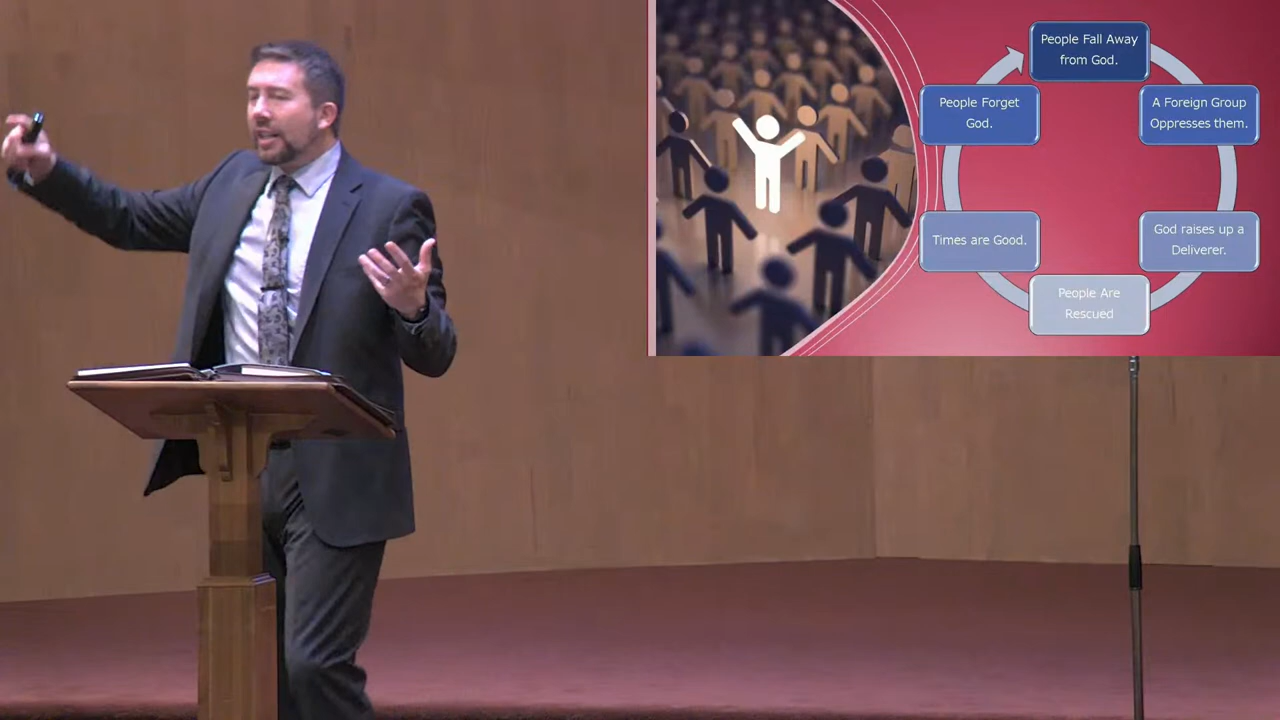 People Fall Away
from God.
A Foreign Group
Oppresses them.
God raises up a
Deliverer.
People Are
Rescued
Times are Good.
People Forget
God.